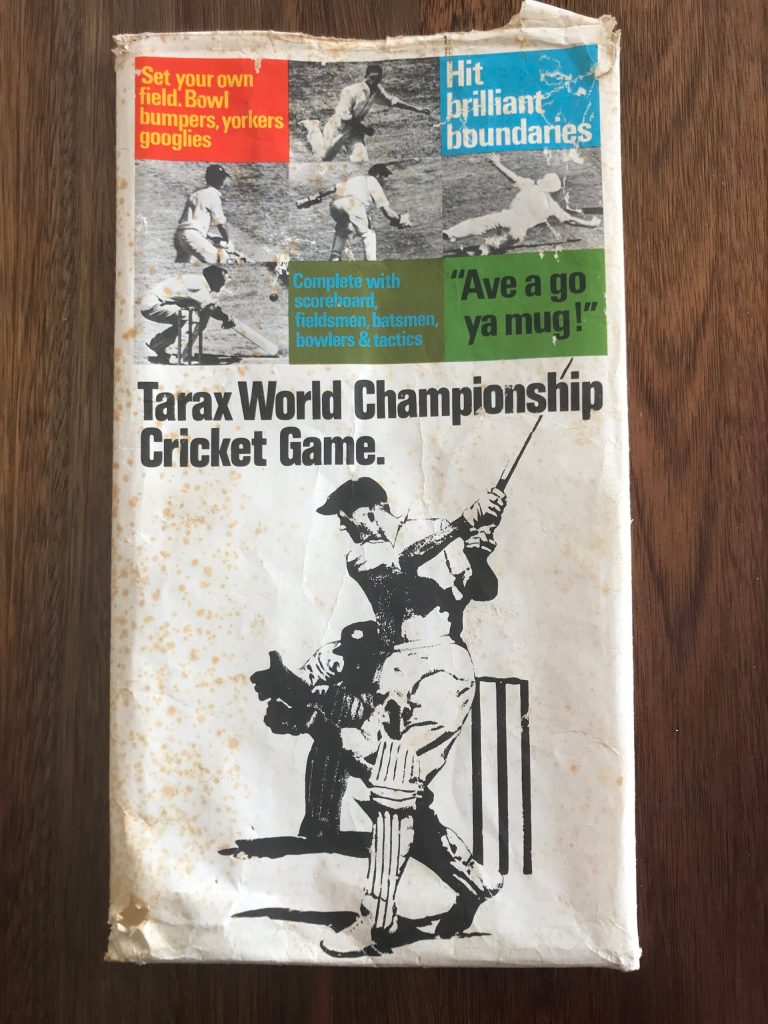 Set your own
field. Bowl
bumpers, yorkers
googlies
Hit
brilliant
boundaries
Complete with
scoreboard,
fieldsmen, batsmen,
bowlers & tactics
"Ave a go
ya mug!"
Tarax World Championship
Cricket Game.